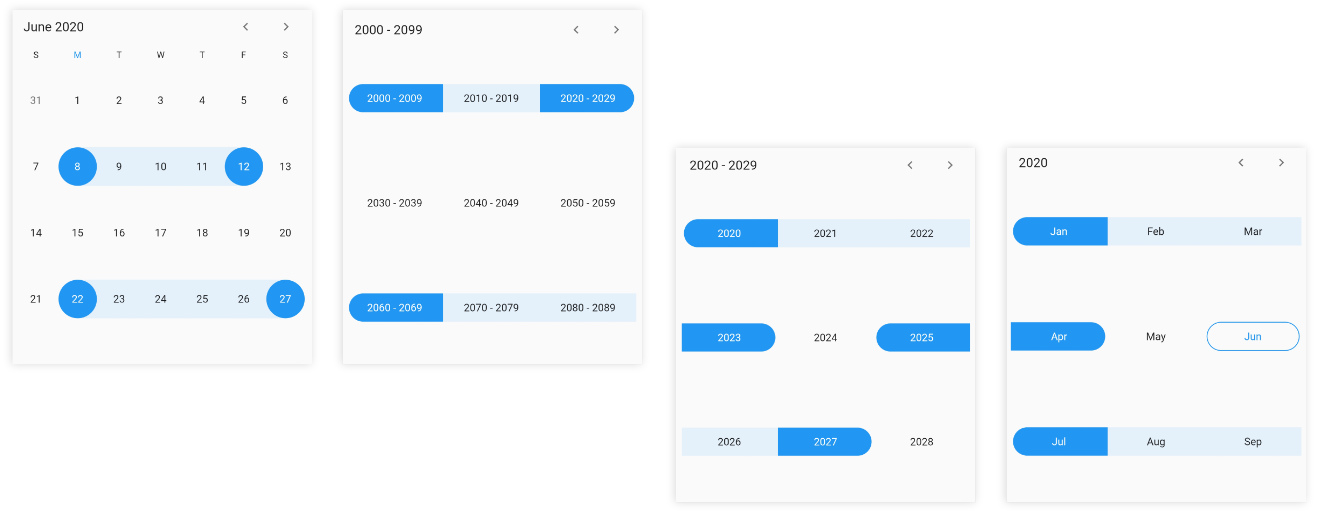 June 2020
S M T W T F S
31 1 2 3 4 5 6
7 8 9 10 11 12 13
14 15 16 17 18 19 20
21 22 23 24 25 26 27
2000 - 2099
2000 - 2009 2010 - 2019 2020 - 2029
2030 - 2039 2040 - 2049 2050 - 2059
2060 - 2069 2070 - 2079 2080 - 2089
2020 - 2029
2020 2021 2022
2023 2024 2025
2026 2027 2028
2020
Jan Feb Mar
Apr May Jun
Jul Aug Sep